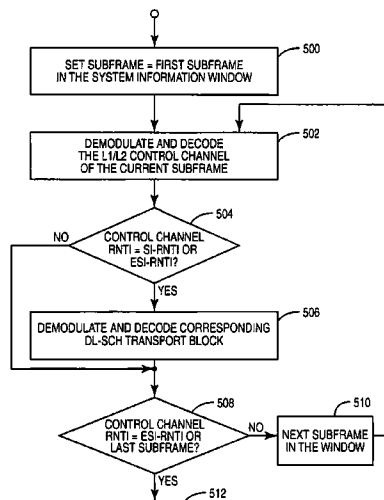 500
SET SUBFRAME = FIRST SUBFRAME
IN THE SYSTEM INFORMATION WINDOW
502
DEMODULATE AND DECODE
THE L1/L2 CONTROL CHANNEL
OF THE CURRENT SUBFRAME
504
NO
CONTROL CHANNEL
RNTI = SI-RNTI OR
ESI-RNTI?
YES
506
DEMODULATE AND DECODE CORRESPONDING
DL-SCH TRANSPORT BLOCK
508
CONTROL CHANNEL
RNTI = ESI-RNTI OR
LAST SUBFRAME?
NO
510
NEXT SUBFRAME
IN THE WINDOW
YES
512